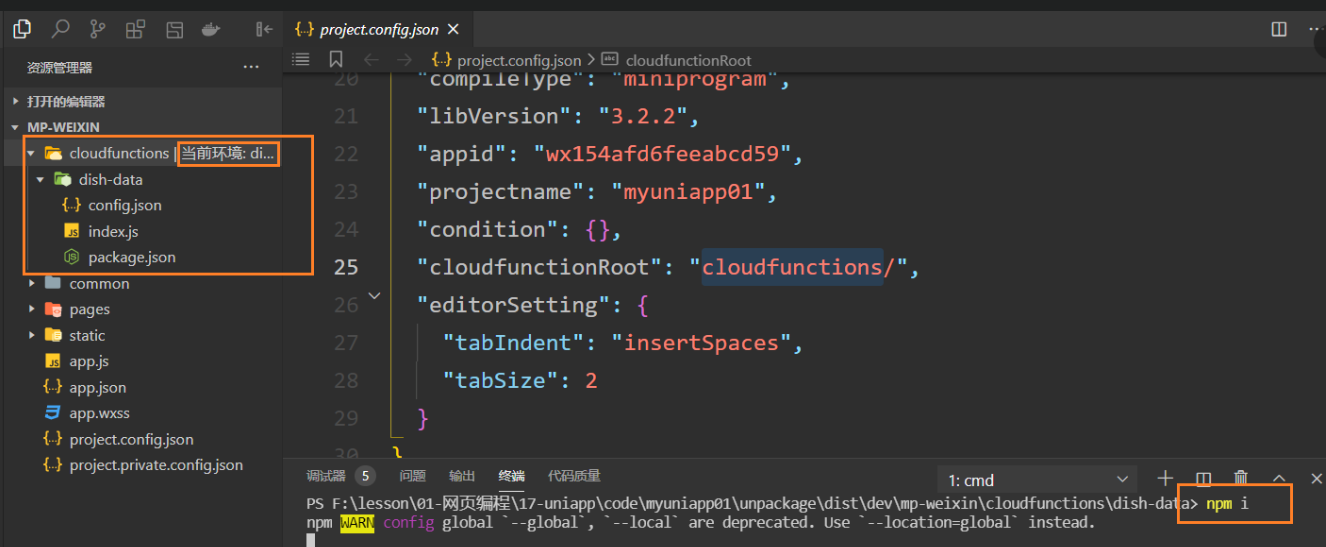 project.config.json
资源管理器
project.config.json
cloudfunctionRoot
打开的编辑器
MP-WEIXIN
cloudfunctions | 当前环境: di...
dish-data
config.json
index.js
package.json
common
pages
static
app.js
app.json
app.wxss
project.config.json
project.private.config.json
20 "compileType": "miniprogram",
21 "libVersion": "3.2.2",
22 "appid": "wx154afd6feeabcd59",
23 "projectname": "myuniapp01",
24 "condition": {},
25 "cloudfunctionRoot": "cloudfunctions/",
26 "editorSetting": {
27 "tabIndent": "insertSpaces",
28 "tabSize": 2
29 }
30 }
调试器 5 问题 输出 终端 代码质量 1: cmd
PS F:\lesson\01-网页编程\17-uniapp\code\myuniapp01\unpackage\dist\dev\mp-weixin\cloudfunctions\dish-data> npm i
npm WARN config global `--global`, `--local` are deprecated. Use `--location=global` instead.